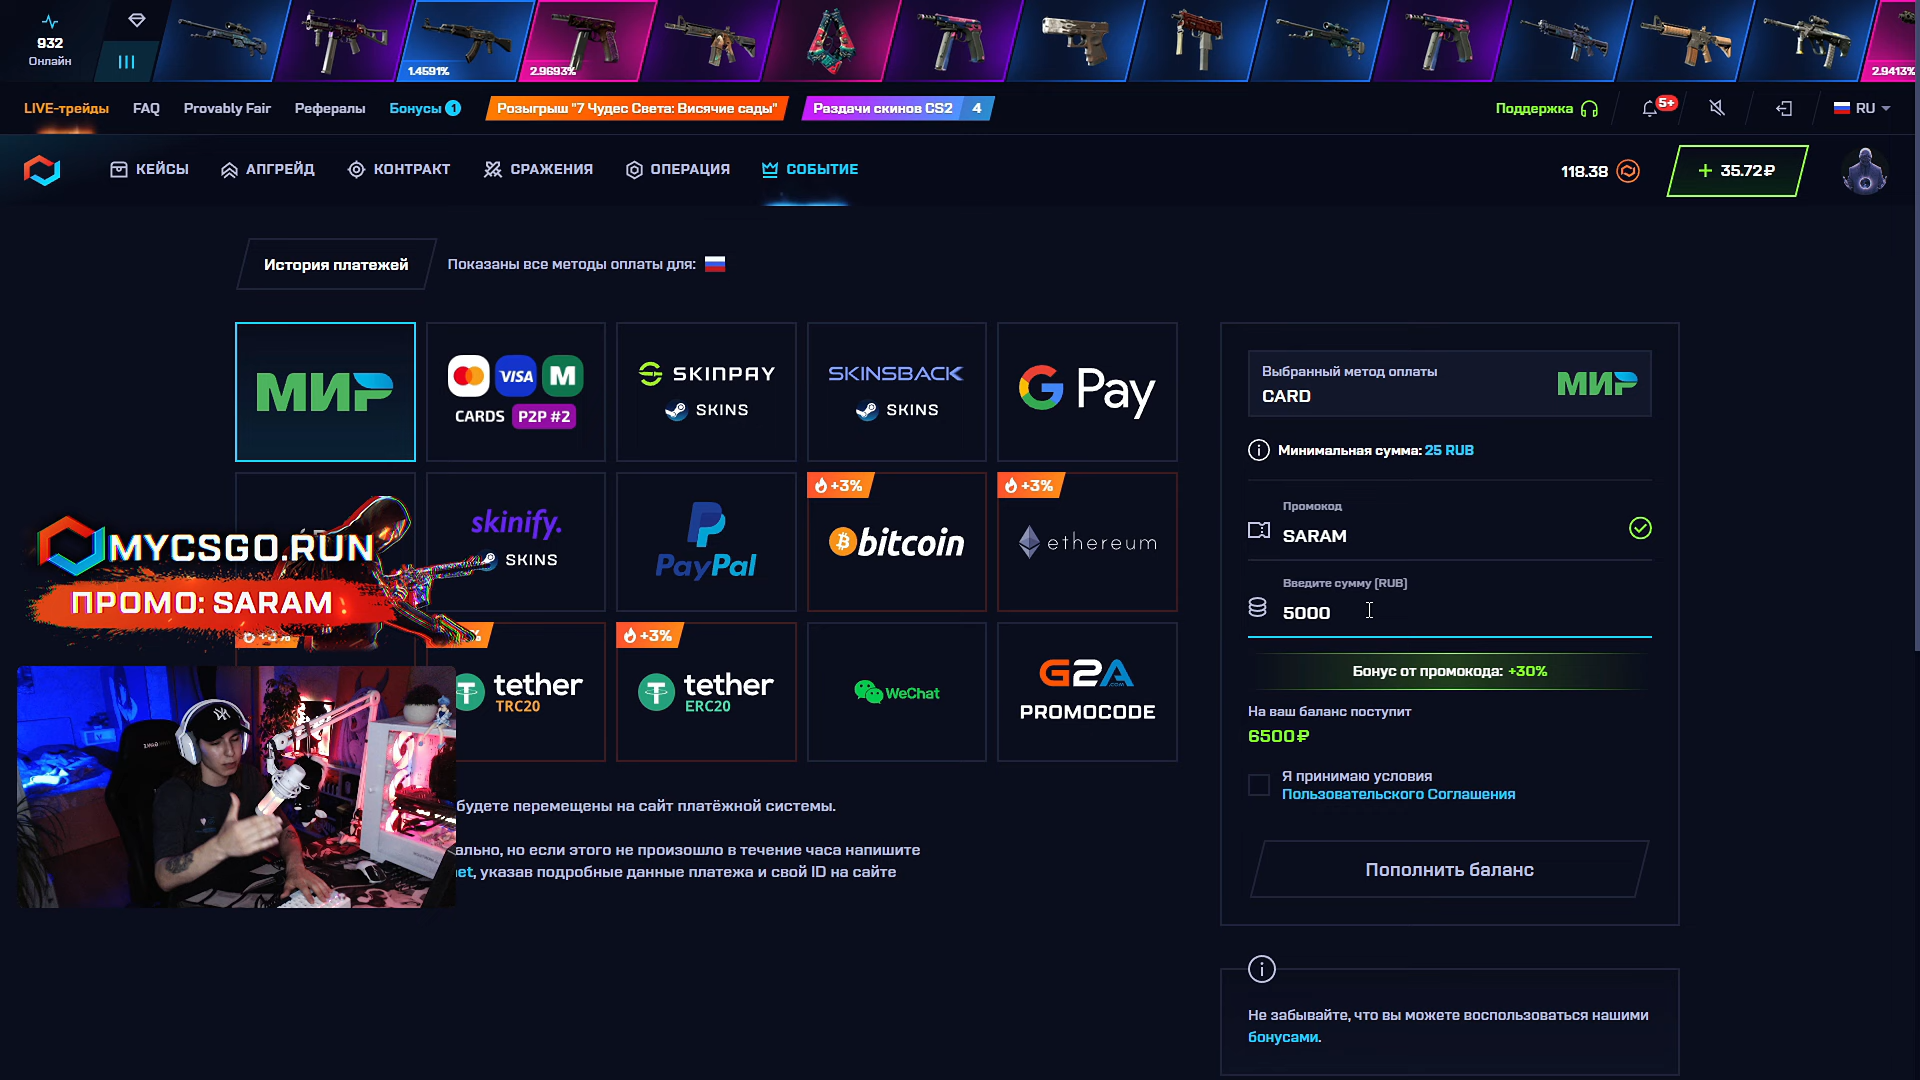 932
Онлайн
1.4591%
2.9693%
2.9413%
LIVE-трейды
FAQ
Provably Fair
Рефералы
Бонусы 1
Розыгрыш "7 Чудес Света: Висячие сады"
Раздачи скинов CS2 4
Поддержка
5+
RU
КЕЙСЫ
АПГРЕЙД
КОНТРАКТ
СРАЖЕНИЯ
ОПЕРАЦИЯ
СОБЫТИЕ
118.38
+ 35.72₽
История платежей
Показаны все методы оплаты для:
МИР
VISA
M
CARDS P2P #2
SKINPAY
SKINS
SKINSBACK
SKINS
G Pay
skinify.
SKINS
PayPal
+3%
bitcoin
+3%
ethereum
MYCSGO.RUN
ПРОМО: SARAM
+3%
%
tether
TRC20
+3%
tether
ERC20
WeChat
G2A.COM
PROMOCODE
будете перемещены на сайт платёжной системы.
ально, но если этого не произошло в течение часа напишите
et, указав подробные данные платежа и свой ID на сайте
Выбранный метод оплаты
CARD
МИР
Минимальная сумма: 25 RUB
Промокод
SARAM
Введите сумму (RUB)
5000
Бонус от промокода: +30%
На ваш баланс поступит
6500₽
Я принимаю условия
Пользовательского Соглашения
Пополнить баланс
Не забывайте, что вы можете воспользоваться нашими
бонусами.